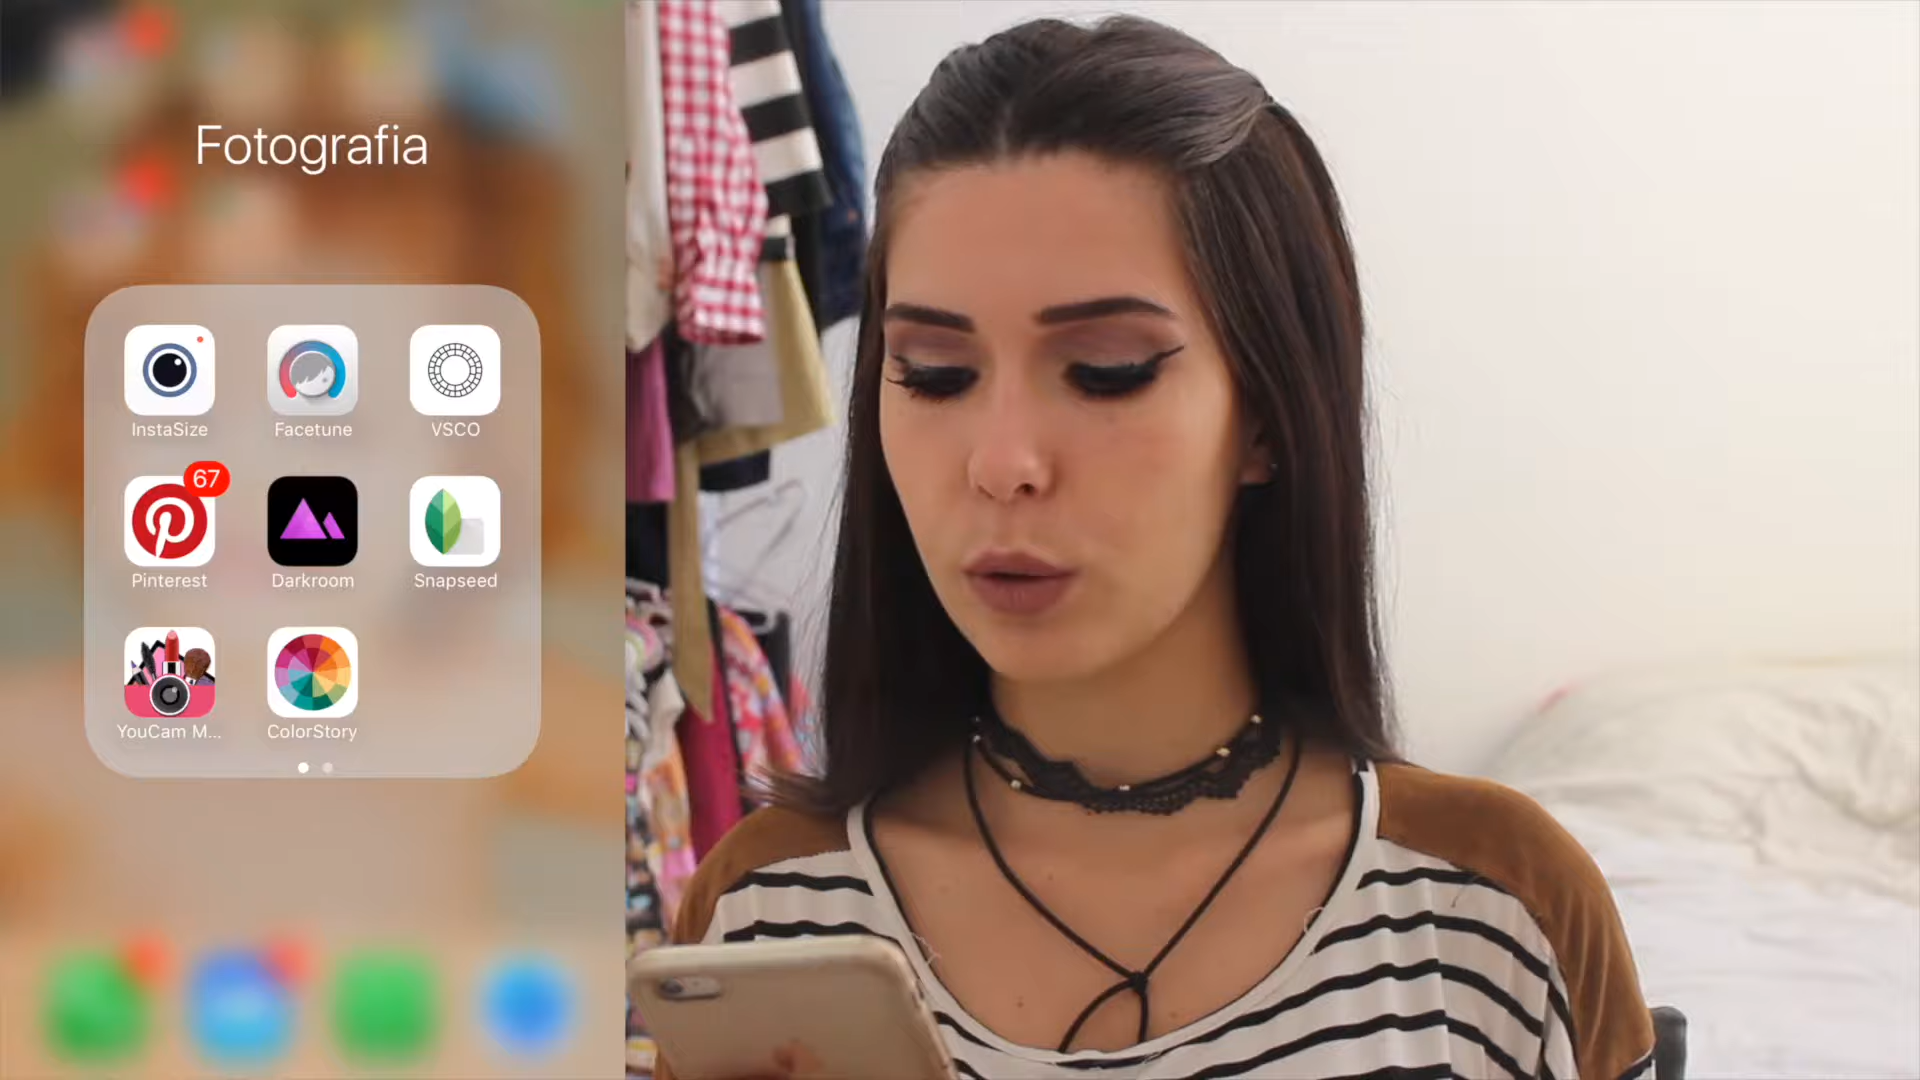 Fotografia
InstaSize
Facetune
VSCO
67
Pinterest
Darkroom
Snapseed
YouCam M...
ColorStory